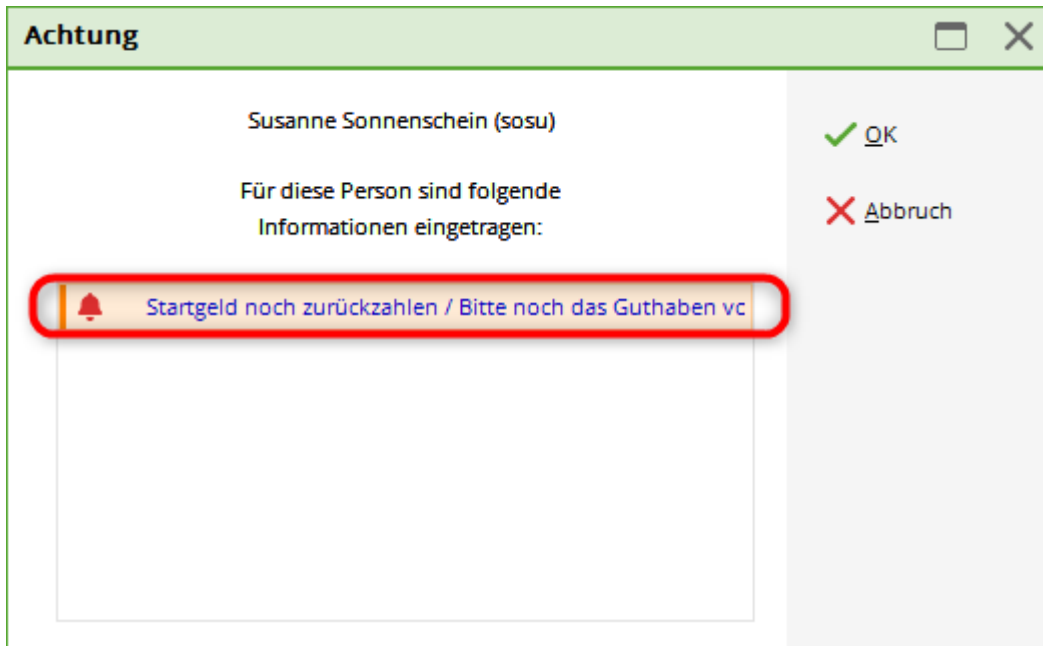 Achtung
Susanne Sonnenschein (sosu)
Für diese Person sind folgende
Informationen eingetragen:
Startgeld noch zurückzahlen / Bitte noch das Guthaben vc
OK
Abbruch